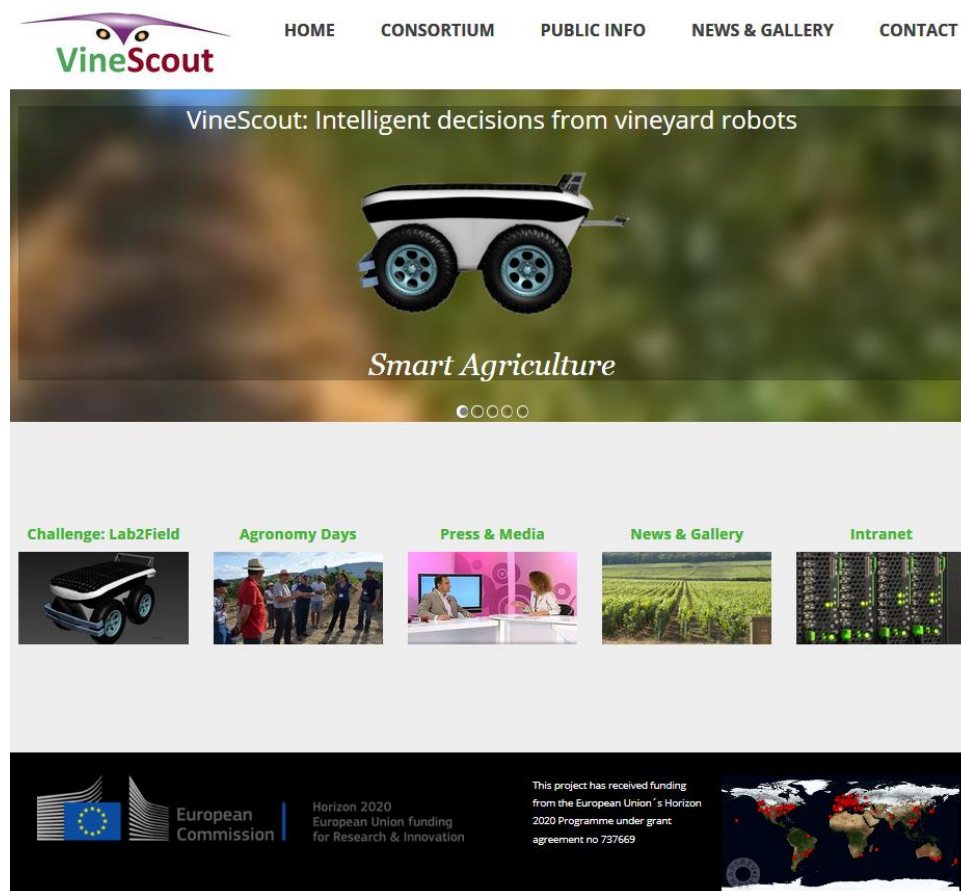 VineScout
HOME
CONSORTIUM
PUBLIC INFO
NEWS & GALLERY
CONTACT
VineScout: Intelligent decisions from vineyard robots
Smart Agriculture
Challenge: Lab2Field
Agronomy Days
Press & Media
News & Gallery
Intranet
European
Commission
Horizon 2020
European Union funding
for Research & Innovation
This project has received funding
from the European Union´s Horizon
2020 Programme under grant
agreement no 737669